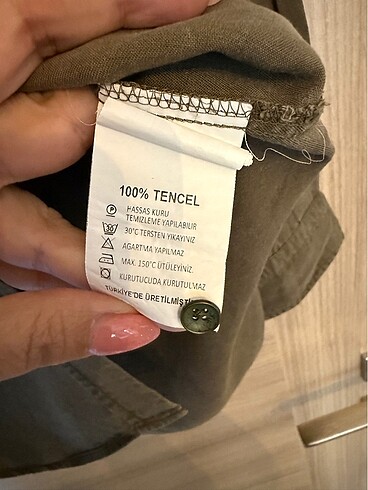 100% TENCEL
HASSAS KURU
TEMİZLEME YAPILABİLİR
30°C TERSTEN YIKAYINIZ
AĞARTMA YAPILMAZ
MAX. 150°C ÜTÜLEYİNİZ.
KURUTUCUDA KURUTULMAZ
TÜRKİYE'DE ÜRETİLMİŞTİ